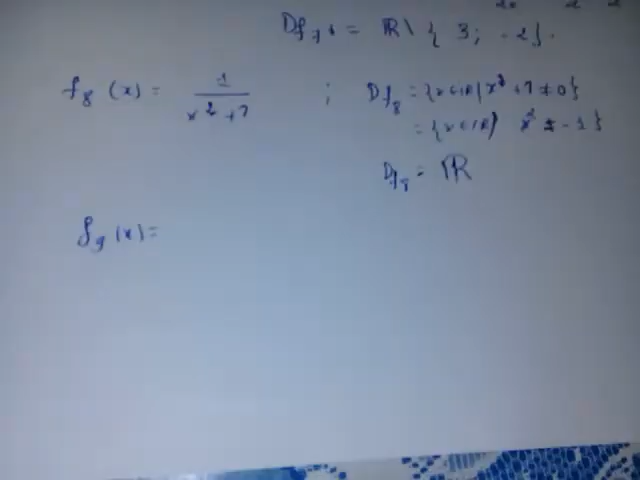 Df₇ = ℝ\{3; -2}.
f₈(x) = 1/(x²+1) ; Df₈ = {x∈ℝ/ x²+1≠0}
= {x∈ℝ/ x²≠-1}
Df₈ = ℝ
f₉(x)=